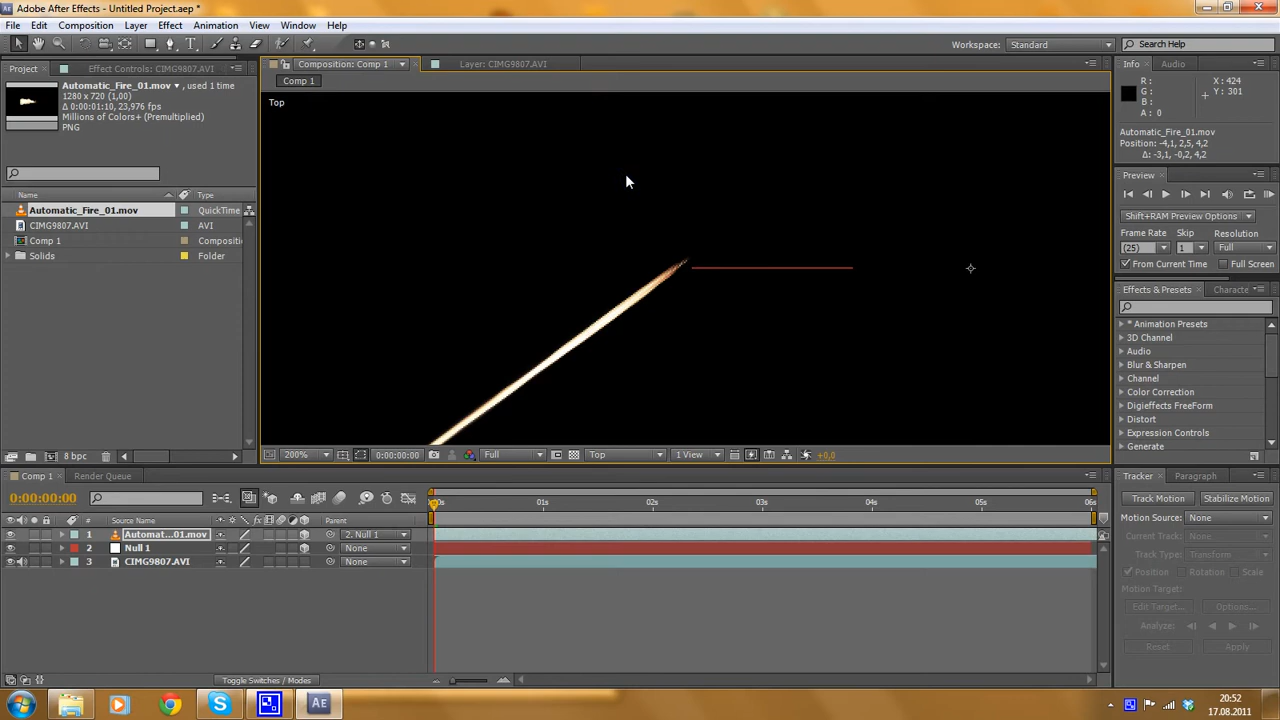 Adobe After Effects - Untitled Project.aep *
File Edit Composition Layer Effect Animation View Window Help
Workspace: Standard
Search Help
Project
Effect Controls: CIMG9807.AVI
Composition: Comp 1
Layer: CIMG9807.AVI
Info
Audio
Automatic_Fire_01.mov , used 1 time
1280 x 720 (1,00)
Δ 0:00:01:10, 23,976 fps
Millions of Colors+ (Premultiplied)
PNG
Comp 1
Top
R :
G :
B :
A : 0
X : 424
Y : 301
Automatic_Fire_01.mov
Position: -4,1, 2,5, 4,2
Δ: -3,1, -0,2, 4,2
Preview
Shift+RAM Preview Options
Frame Rate Skip Resolution
(25) 1 Full
From Current Time Full Screen
Name Type
Automatic_Fire_01.mov QuickTime
CIMG9807.AVI AVI
Comp 1 Compositi
Solids Folder
Effects & Presets
Characte
* Animation Presets
3D Channel
Audio
Blur & Sharpen
Channel
Color Correction
Digieffects FreeForm
Distort
Expression Controls
Generate
8 bpc
200% 0:00:00:00 Full Top 1 View +0,0
Comp 1
Render Queue
Tracker
Paragraph
0:00:00:00
00s 01s 02s 03s 04s 05s 06s
# Source Name Parent
1 Automat...01.mov 2. Null 1
2 Null 1 None
3 CIMG9807.AVI None
Track Motion Stabilize Motion
Motion Source: None
Current Track: None
Track Type: Transform
Position Rotation Scale
Motion Target:
Edit Target... Options...
Analyze:
Reset Apply
Toggle Switches / Modes
20:52
17.08.2011